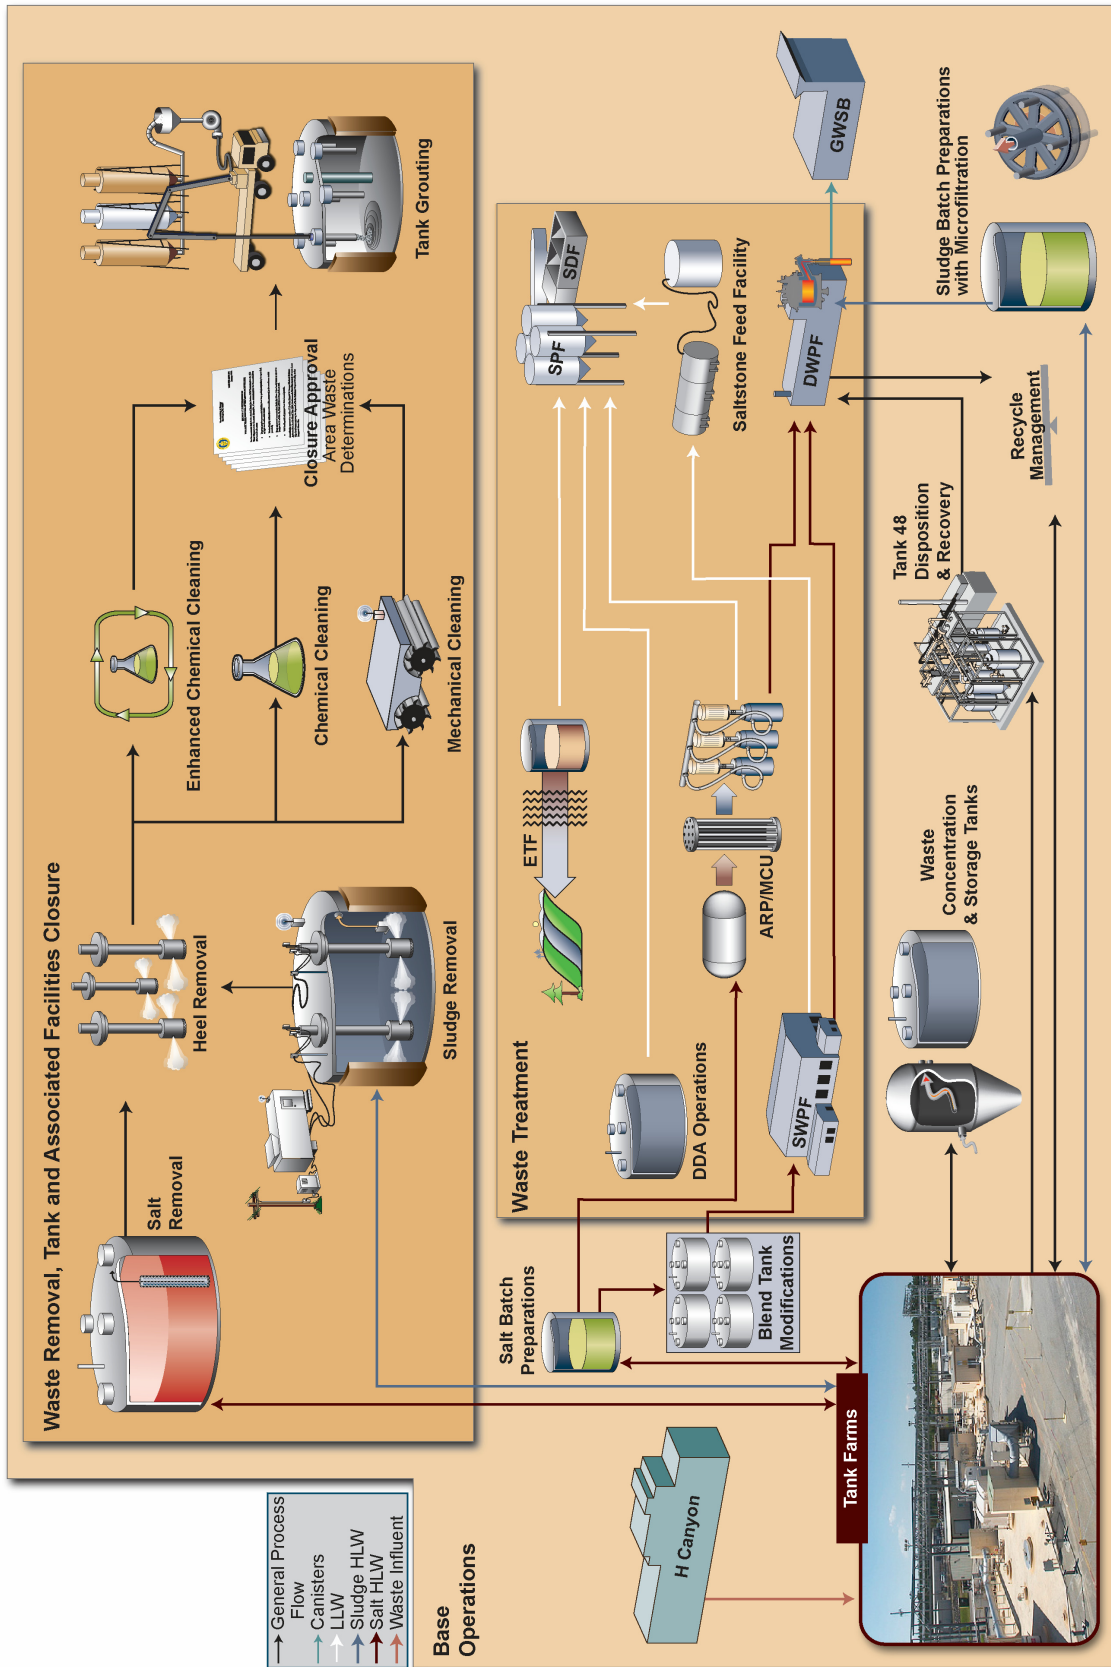 Waste Removal, Tank and Associated Facilities Closure
Salt
Removal
Heel Removal
Sludge Removal
Enhanced Chemical Cleaning
Chemical Cleaning
Mechanical Cleaning
Closure Approval
Area Waste
Determinations
Tank Grouting
General Process
Flow
Canisters
LLW
Sludge HLW
Salt HLW
Waste Influent
Base
Operations
Waste Treatment
ETF
SPF
SDF
DDA Operations
ARP/MCU
Saltstone Feed Facility
SWPF
DWPF
GWSB
Salt Batch
Preparations
Blend Tank
Modifications
H Canyon
Tank Farms
Waste
Concentration
& Storage Tanks
Tank 48
Disposition
& Recovery
Recycle
Management
Sludge Batch Preparations
with Microfiltration